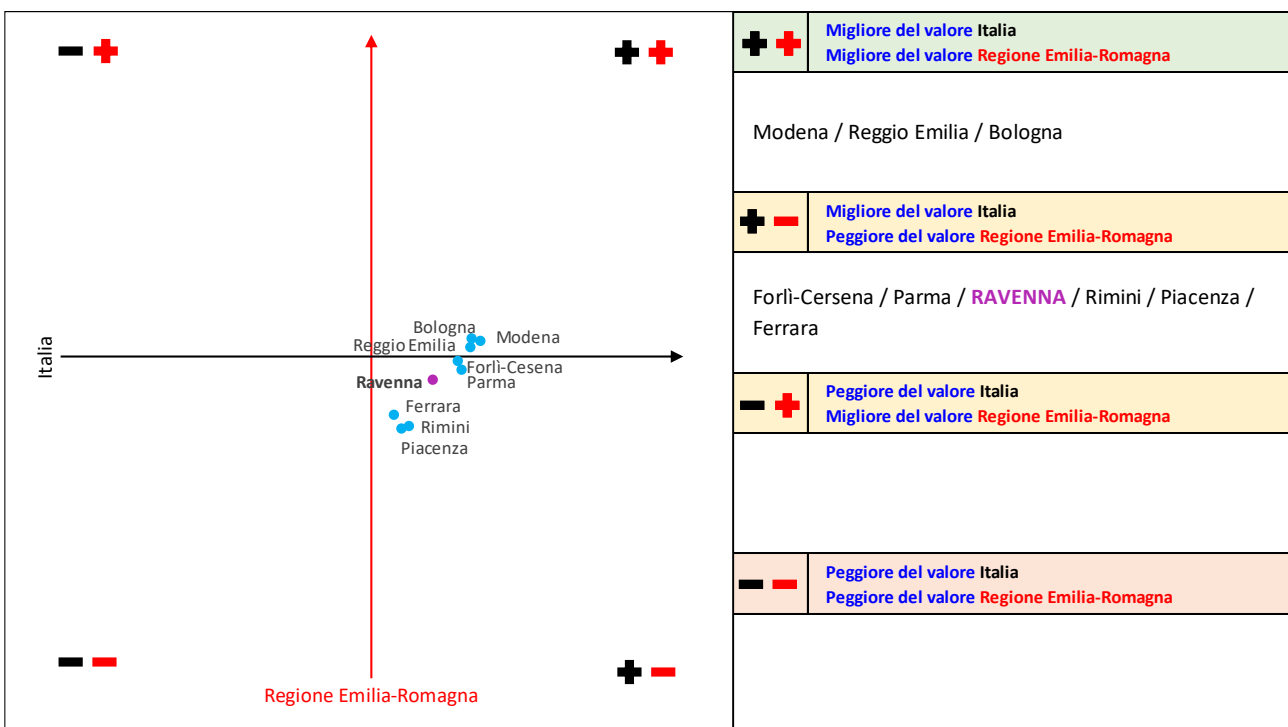 Italia
Bologna
Modena
Reggio Emilia
Forlì-Cesena
Parma
Ravenna
Ferrara
Rimini
Piacenza
Regione Emilia-Romagna
Migliore del valore Italia
Migliore del valore Regione Emilia-Romagna
Modena / Reggio Emilia / Bologna
Migliore del valore Italia
Peggiore del valore Regione Emilia-Romagna
Forlì-Cersena / Parma / RAVENNA / Rimini / Piacenza /
Ferrara
Peggiore del valore Italia
Migliore del valore Regione Emilia-Romagna
Peggiore del valore Italia
Peggiore del valore Regione Emilia-Romagna